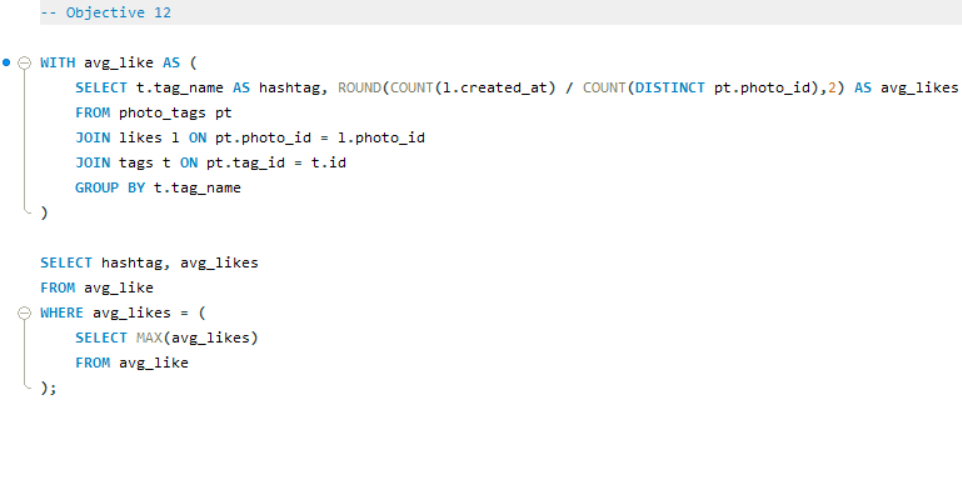 -- Objective 12
WITH avg_like AS (
SELECT t.tag_name AS hashtag, ROUND(COUNT(l.created_at) / COUNT(DISTINCT pt.photo_id),2) AS avg_likes
FROM photo_tags pt
JOIN likes l ON pt.photo_id = l.photo_id
JOIN tags t ON pt.tag_id = t.id
GROUP BY t.tag_name
)
SELECT hashtag, avg_likes
FROM avg_like
WHERE avg_likes = (
SELECT MAX(avg_likes)
FROM avg_like
);